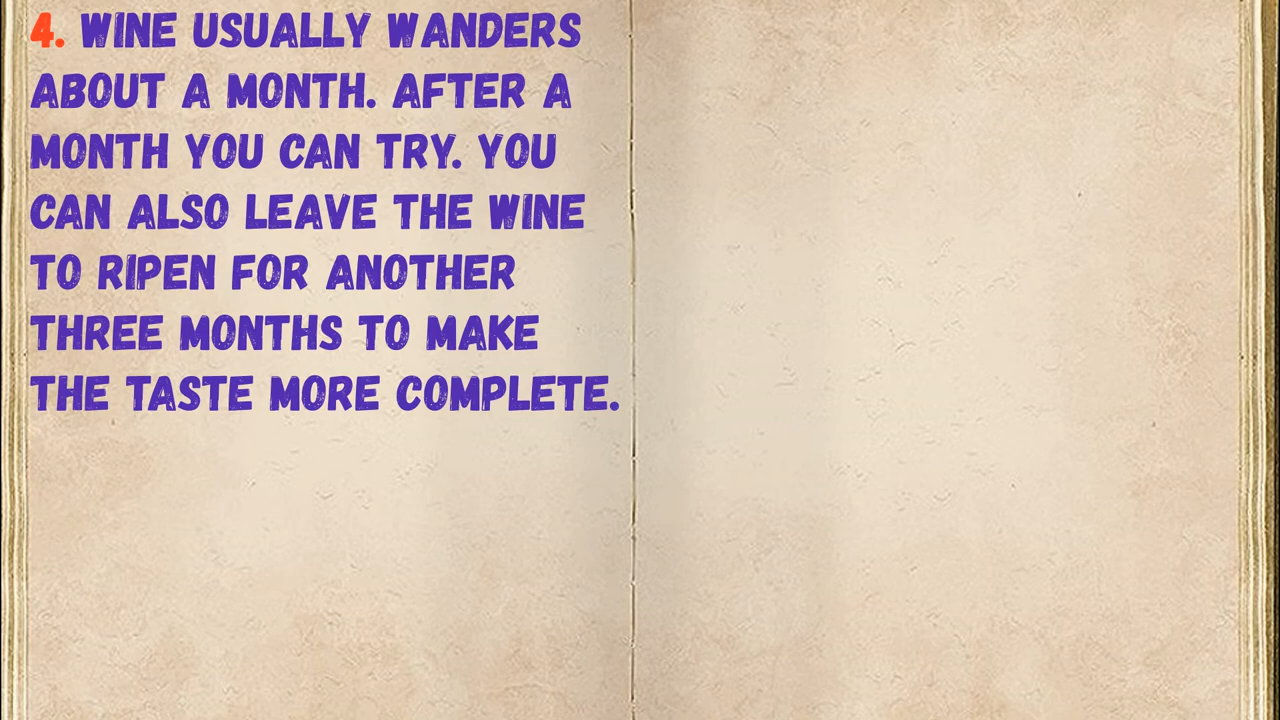 4. WINE USUALLY WANDERS
ABOUT A MONTH. AFTER A
MONTH YOU CAN TRY. YOU
CAN ALSO LEAVE THE WINE
TO RIPEN FOR ANOTHER
THREE MONTHS TO MAKE
THE TASTE MORE COMPLETE.